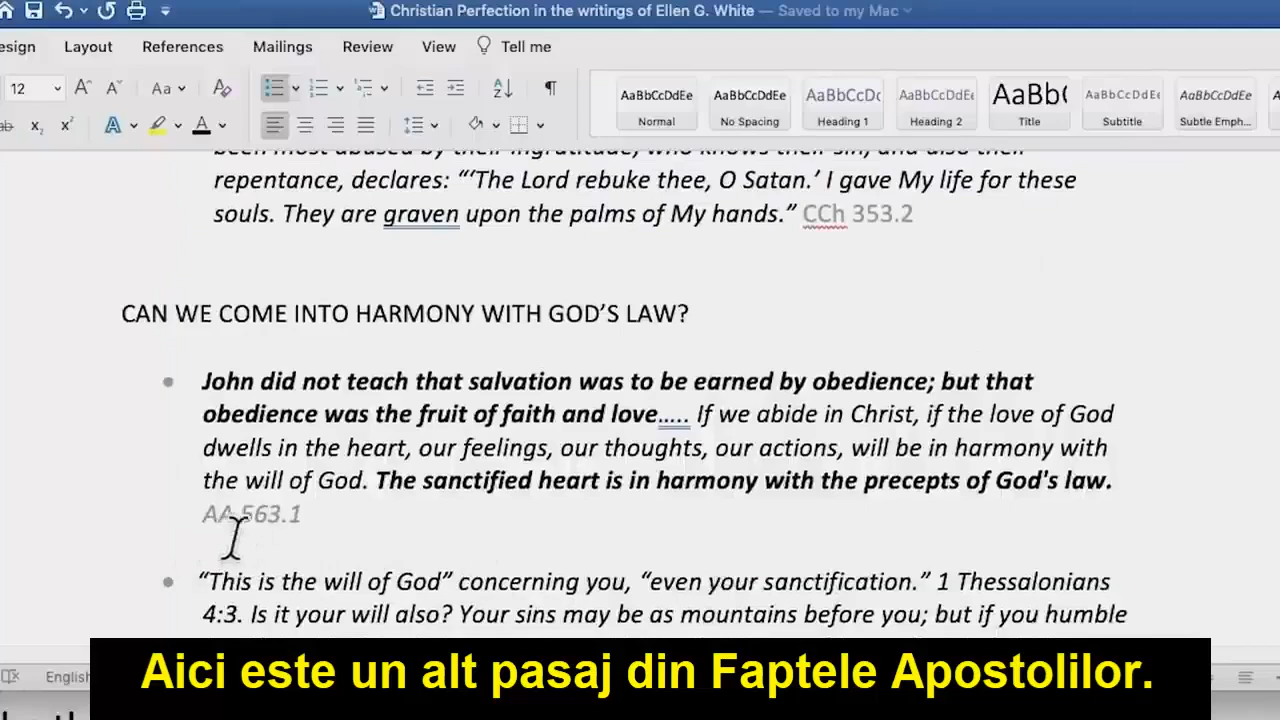 Christian Perfection in the writings of Ellen G. White — Saved to my Mac
esign Layout References Mailings Review View Tell me
12 Aa AaBbCcDdEe AaBbCcDdEe AaBbCcDc AaBbCcDdEe AaBb( AaBbCcDdEe AaBbCcDdEe
ab x₂ x² A A Normal No Spacing Heading 1 Heading 2 Title Subtitle Subtle Emph...
been most abused by their ingratitude, who knows their sin, and also their
repentance, declares: “‘The Lord rebuke thee, O Satan.’ I gave My life for these
souls. They are graven upon the palms of My hands.” CCh 353.2
CAN WE COME INTO HARMONY WITH GOD’S LAW?
John did not teach that salvation was to be earned by obedience; but that
obedience was the fruit of faith and love..... If we abide in Christ, if the love of God
dwells in the heart, our feelings, our thoughts, our actions, will be in harmony with
the will of God. The sanctified heart is in harmony with the precepts of God's law.
AA 563.1
“This is the will of God” concerning you, “even your sanctification.” 1 Thessalonians
4:3. Is it your will also? Your sins may be as mountains before you; but if you humble
English
Aici este un alt pasaj din Faptele Apostolilor.